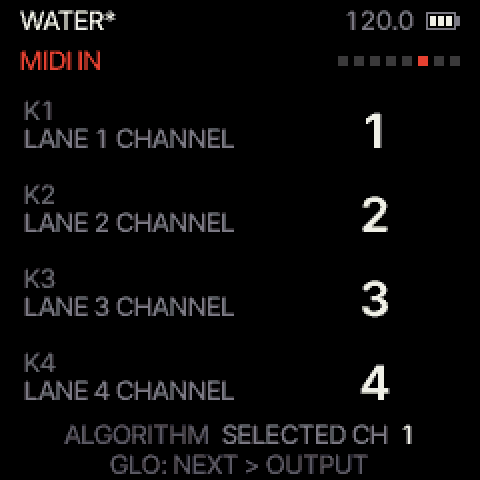 WATER* 120.0
MIDI IN
K1
LANE 1 CHANNEL 1
K2
LANE 2 CHANNEL 2
K3
LANE 3 CHANNEL 3
K4
LANE 4 CHANNEL 4
ALGORITHM SELECTED CH 1
GLO: NEXT > OUTPUT